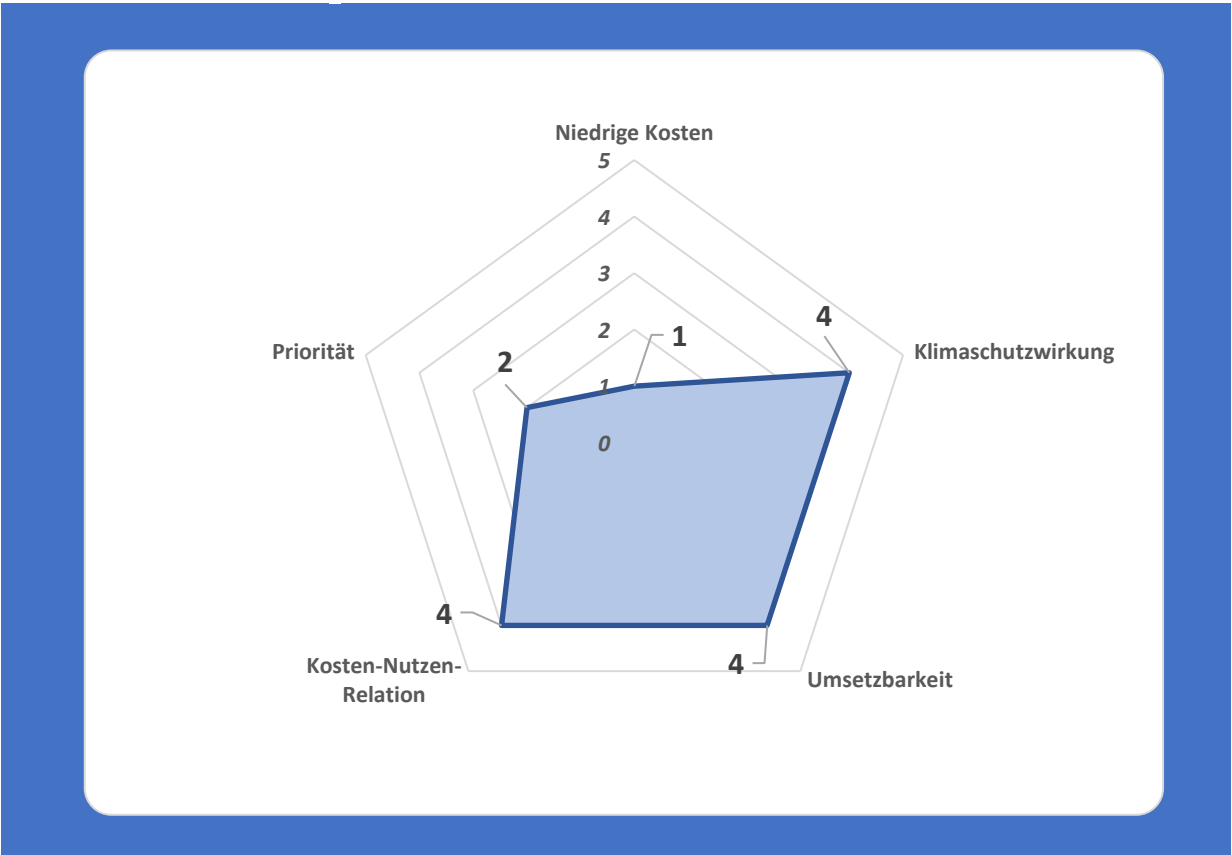 Niedrige Kosten
5
4
3
2
1
0
1
4
Klimaschutzwirkung
4
Umsetzbarkeit
4
Kosten-Nutzen-
Relation
2
Priorität